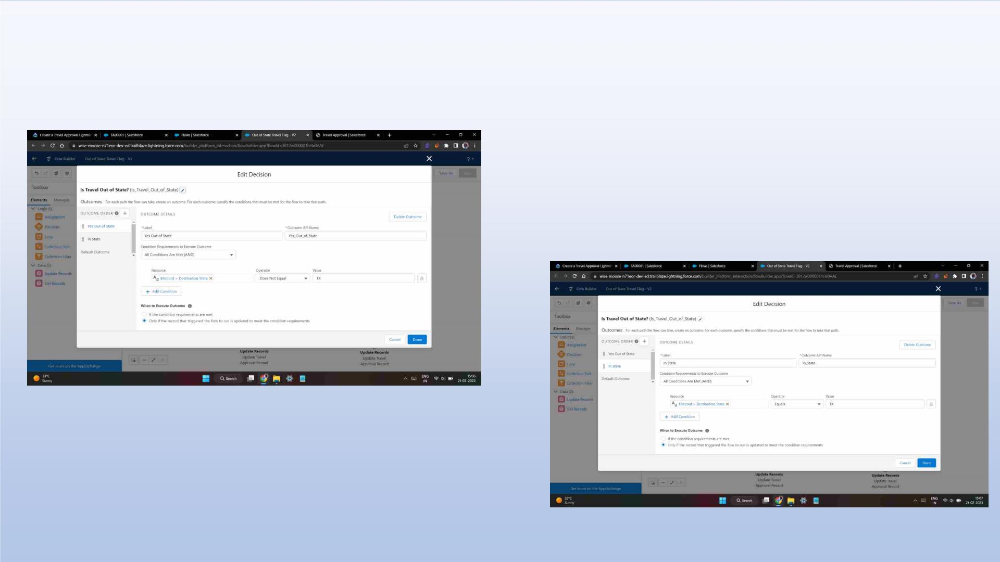 Create a Travel Approval Lightnin
TA00001 | Salesforce
Flows | Salesforce
Out of State Travel Flag - V2
Travel Approval | Salesforce
wise-moose-n71eor-dev-ed.trailblaze.lightning.force.com/builder_platform_interaction/flowBuilder.app?flowId=3012w000001hHx0AAE
Flow Builder
Out of State Travel Flag - V2
?
Save As
Edit Decision
Toolbox
Is Travel Out of State? (Is_Travel_Out_of_State)
Elements
Manager
Outcomes For each path the flow can take, create an outcome. For each outcome, specify the conditions that must be met for the flow to take that path.
Logic (5)
Assignment
Decision
Loop
Collection Sort
Collection Filter
Data (2)
Update Records
Get Records
OUTCOME ORDER
Yes Out of State
In State
Default Outcome
OUTCOME DETAILS
Delete Outcome
*Label
*Outcome API Name
Yes Out of State
Yes_Out_of_State
Condition Requirements to Execute Outcome
All Conditions Are Met (AND)
Resource
Operator
Value
Aa $Record > Destination State
Does Not Equal
TX
+ Add Condition
When to Execute Outcome
If the condition requirements are met
Only if the record that triggered the flow to run is updated to meet the condition requirements
Cancel
Done
Update Records
Update Travel
Approval Record
Update Records
Update Travel
Approval Record
Get more on the AppExchange
33°C
Sunny
Search
ENG
IN
15:06
21-02-2023
Create a Travel Approval Lightnin
TA00001 | Salesforce
Flows | Salesforce
Out of State Travel Flag - V2
Travel Approval | Salesforce
wise-moose-n71eor-dev-ed.trailblaze.lightning.force.com/builder_platform_interaction/flowBuilder.app?flowId=3012w000001hHx0AAE
Flow Builder
Out of State Travel Flag - V2
?
Save As
Edit Decision
Toolbox
Is Travel Out of State? (Is_Travel_Out_of_State)
Elements
Manager
Outcomes For each path the flow can take, create an outcome. For each outcome, specify the conditions that must be met for the flow to take that path.
Logic (5)
Assignment
Decision
Loop
Collection Sort
Collection Filter
Data (2)
Update Records
Get Records
OUTCOME ORDER
Yes Out of State
In State
Default Outcome
OUTCOME DETAILS
Delete Outcome
*Label
*Outcome API Name
In State
In_State
Condition Requirements to Execute Outcome
All Conditions Are Met (AND)
Resource
Operator
Value
Aa $Record > Destination State
Equals
TX
+ Add Condition
When to Execute Outcome
If the condition requirements are met
Only if the record that triggered the flow to run is updated to meet the condition requirements
Cancel
Done
Update Records
Update Travel
Approval Record
Update Records
Update Travel
Approval Record
Get more on the AppExchange
33°C
Sunny
Search
ENG
IN
15:07
21-02-2023